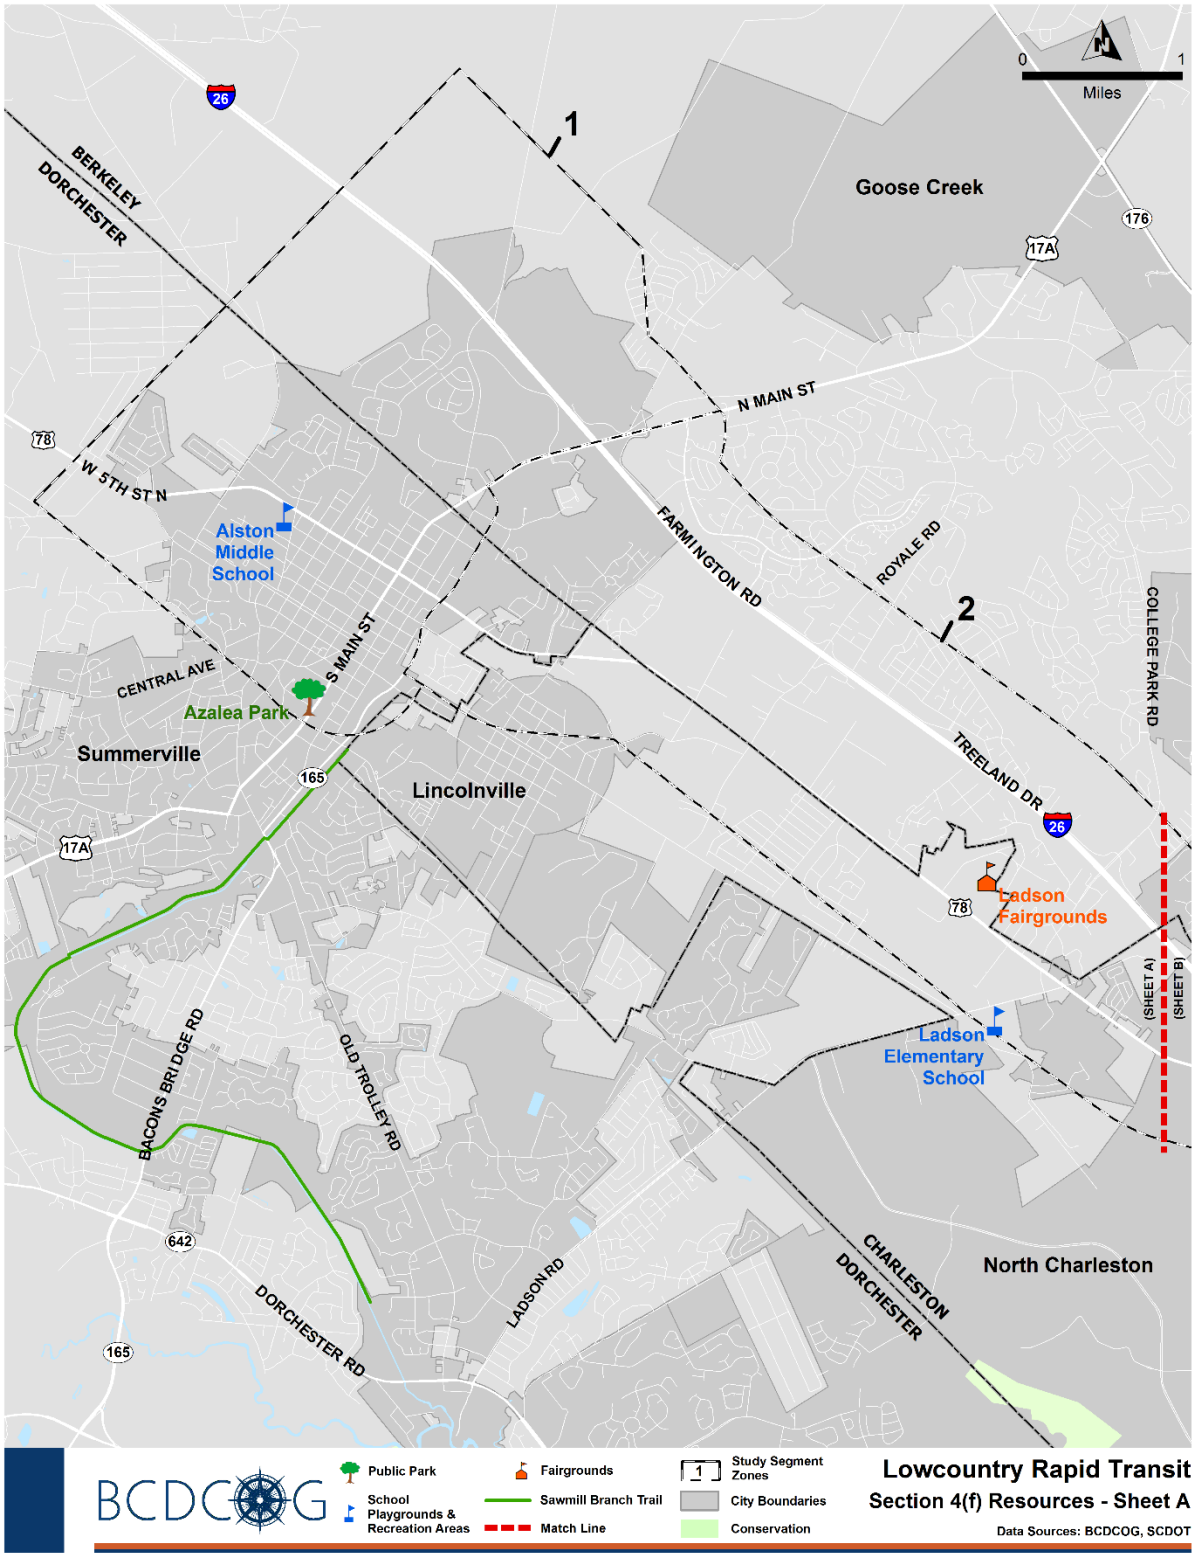 N
0 1
Miles
26
1
BERKELEY
DORCHESTER
Goose Creek
176
17A
N MAIN ST
78
W 5TH ST N
Alston
Middle
School
FARMINGTON RD
ROYALE RD
2
COLLEGE PARK RD
S MAIN ST
CENTRAL AVE
Azalea Park
Summerville
165
Lincolnville
TREELAND DR
26
17A
Ladson
Fairgrounds
78
(SHEET A)
(SHEET B)
Ladson
Elementary
School
BACONS BRIDGE RD
OLD TROLLEY RD
642
DORCHESTER RD
LADSON RD
CHARLESTON
DORCHESTER
North Charleston
165
BCDCOG
Public Park
School
Playgrounds &
Recreation Areas
Fairgrounds
Sawmill Branch Trail
Match Line
1
Study Segment
Zones
City Boundaries
Conservation
Lowcountry Rapid Transit
Section 4(f) Resources - Sheet A
Data Sources: BCDCOG, SCDOT